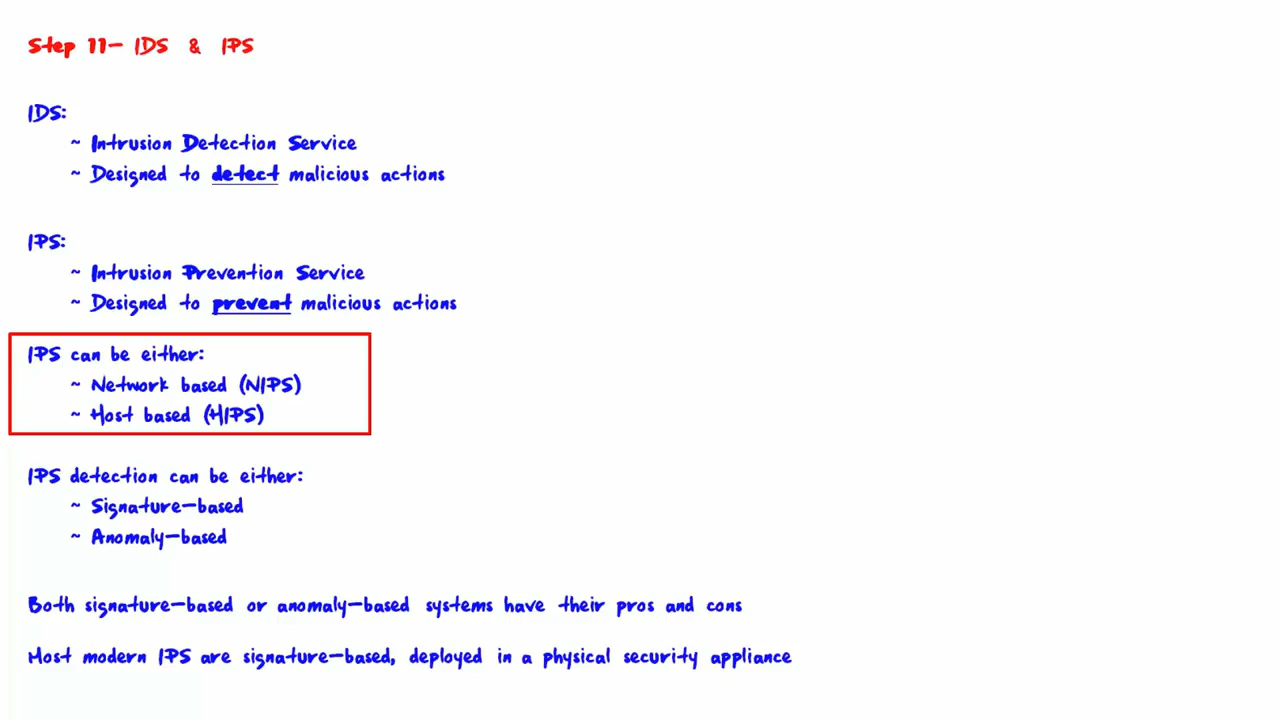 Step 11- IDS & IPS
IDS:
~ Intrusion Detection Service
~ Designed to detect malicious actions
IPS:
~ Intrusion Prevention Service
~ Designed to prevent malicious actions
IPS can be either:
~ Network based (NIPS)
~ Host based (HIPS)
IPS detection can be either:
~ Signature-based
~ Anomaly-based
Both signature-based or anomaly-based systems have their pros and cons
Most modern IPS are signature-based, deployed in a physical security appliance